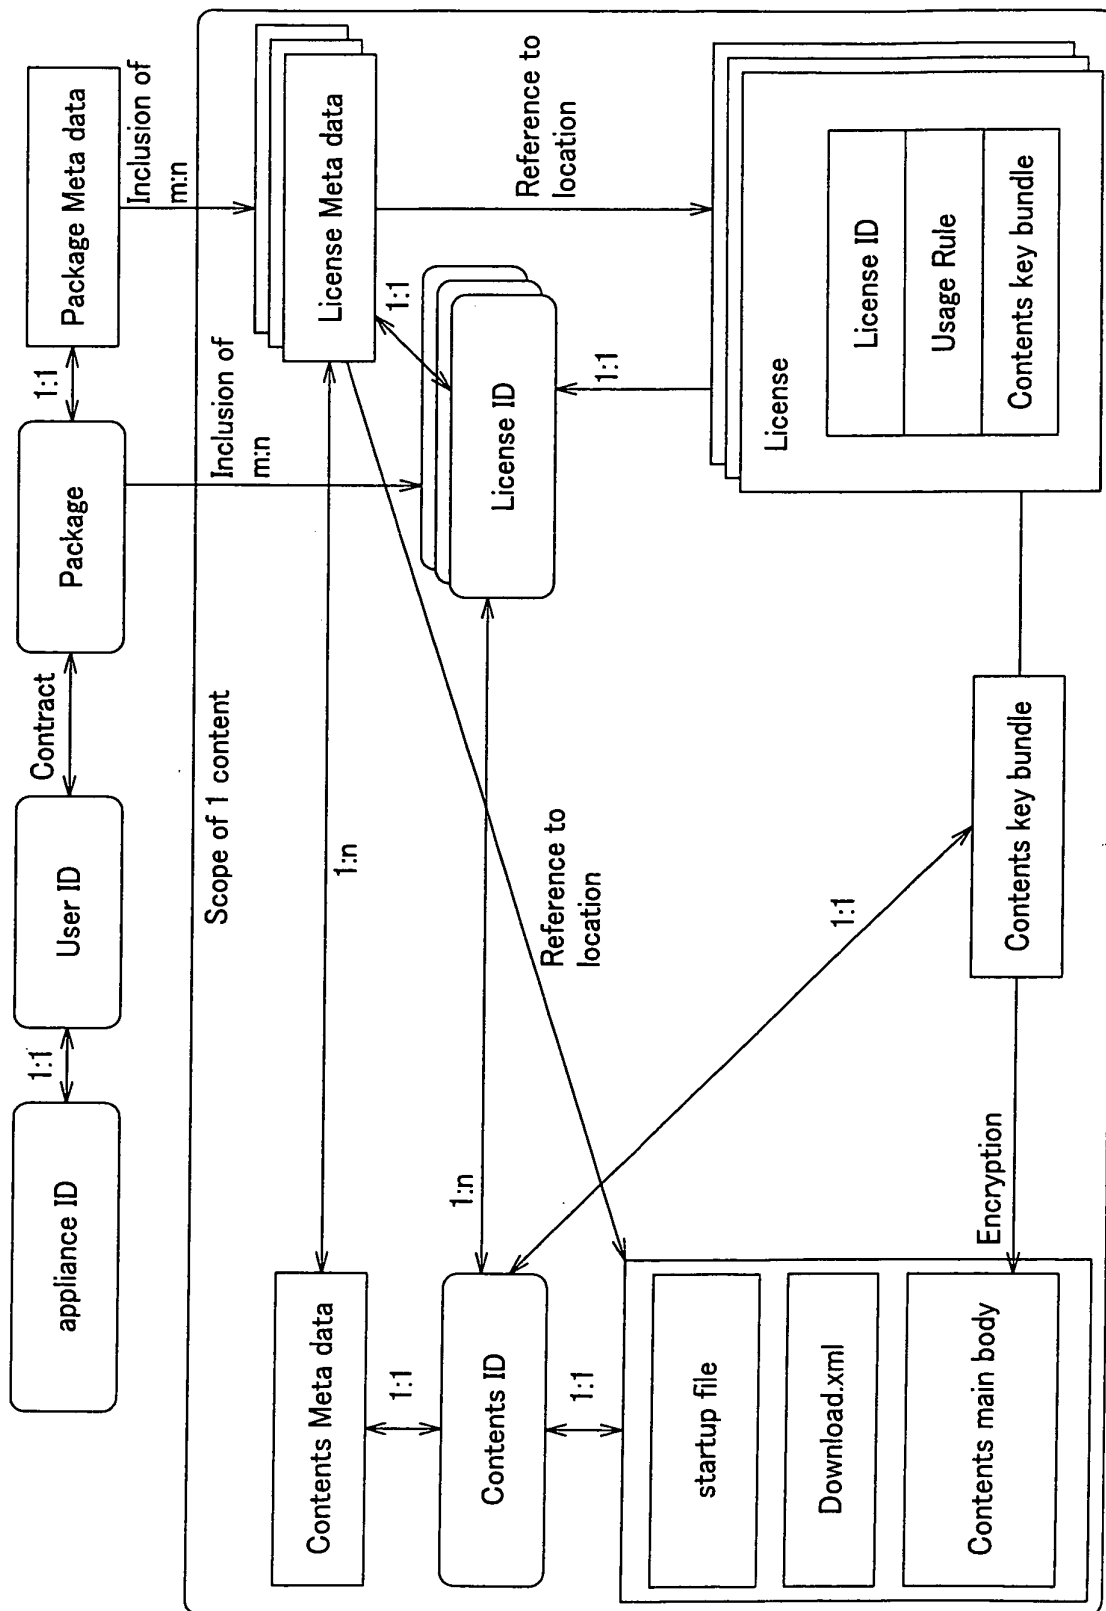 appliance ID
1:1
User ID
Contract
Package
1:1
Package Meta data
Inclusion of
m:n
Inclusion of
m:n
Scope of 1 content
Contents Meta data
1:n
License Meta data
1:1
1:1
Reference to
location
Contents ID
1:n
License ID
1:1
1:1
Reference to
location
startup file
Download.xml
Contents main body
Encryption
1:1
Contents key bundle
License
License ID
Usage Rule
Contents key bundle